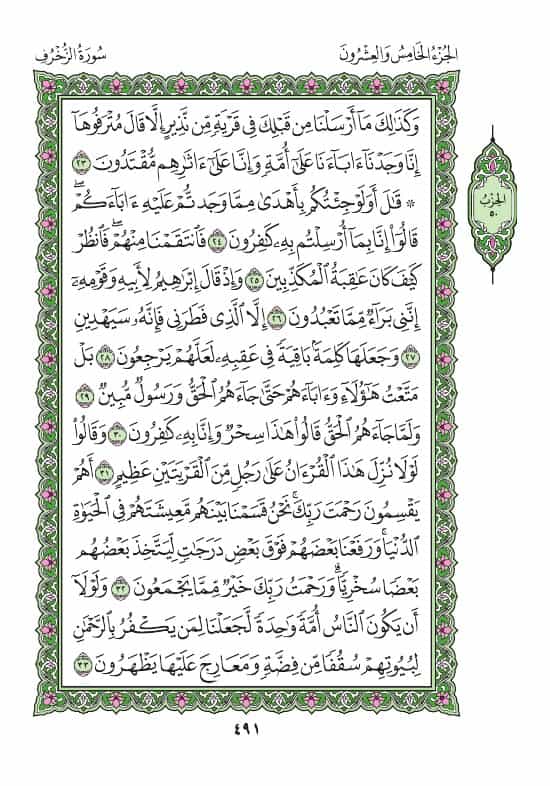 الجزء الخامس والعشرون
سورة الزخرف
وَكَذَٰلِكَ مَآ أَرْسَلْنَا مِن قَبْلِكَ فِى قَرْيَةٍ مِّن نَّذِيرٍ إِلَّا قَالَ مُتْرَفُوهَآ
إِنَّا وَجَدْنَآ ءَابَآءَنَا عَلَىٰٓ أُمَّةٍ وَإِنَّا عَلَىٰٓ ءَاثَٰرِهِم مُّقْتَدُونَ ٢٣
۞ قَٰلَ أَوَلَوْ جِئْتُكُم بِأَهْدَىٰ مِمَّا وَجَدتُّمْ عَلَيْهِ ءَابَآءَكُمْ ۖ
قَالُوٓا۟ إِنَّا بِمَآ أُرْسِلْتُم بِهِۦ كَٰفِرُونَ ٢٤ فَٱنتَقَمْنَا مِنْهُمْ ۖ فَٱنظُرْ
كَيْفَ كَانَ عَٰقِبَةُ ٱلْمُكَذِّبِينَ ٢٥ وَإِذْ قَالَ إِبْرَٰهِيمُ لِأَبِيهِ وَقَوْمِهِۦٓ
إِنَّنِى بَرَآءٌ مِّمَّا تَعْبُدُونَ ٢٦ إِلَّا ٱلَّذِى فَطَرَنِى فَإِنَّهُۥ سَيَهْدِينِ
٢٧ وَجَعَلَهَا كَلِمَةًۢ بَاقِيَةً فِى عَقِبِهِۦ لَعَلَّهُمْ يَرْجِعُونَ ٢٨ بَلْ
مَتَّعْتُ هَٰٓؤُلَآءِ وَءَابَآءَهُمْ حَتَّىٰ جَآءَهُمُ ٱلْحَقُّ وَرَسُولٌ مُّبِينٌ ٢٩
وَلَمَّا جَآءَهُمُ ٱلْحَقُّ قَالُوا۟ هَٰذَا سِحْرٌ وَإِنَّا بِهِۦ كَٰفِرُونَ ٣٠ وَقَالُوا۟
لَوْلَا نُزِّلَ هَٰذَا ٱلْقُرْءَانُ عَلَىٰ رَجُلٍ مِّنَ ٱلْقَرْيَتَيْنِ عَظِيمٍ ٣١ أَهُمْ
يَقْسِمُونَ رَحْمَتَ رَبِّكَ ۚ نَحْنُ قَسَمْنَا بَيْنَهُم مَّعِيشَتَهُمْ فِى ٱلْحَيَوٰةِ
ٱلدُّنْيَا ۚ وَرَفَعْنَا بَعْضَهُمْ فَوْقَ بَعْضٍ دَرَجَٰتٍ لِّيَتَّخِذَ بَعْضُهُم
بَعْضًا سُخْرِيًّا ۗ وَرَحْمَتُ رَبِّكَ خَيْرٌ مِّمَّا يَجْمَعُونَ ٣٢ وَلَوْلَآ
أَن يَكُونَ ٱلنَّاسُ أُمَّةً وَٰحِدَةً لَّجَعَلْنَا لِمَن يَكْفُرُ بِٱلرَّحْمَٰنِ
لِبُيُوتِهِمْ سُقُفًا مِّن فِضَّةٍ وَمَعَارِجَ عَلَيْهَا يَظْهَرُونَ ٣٣
الحزب
٥٠
٤٩١